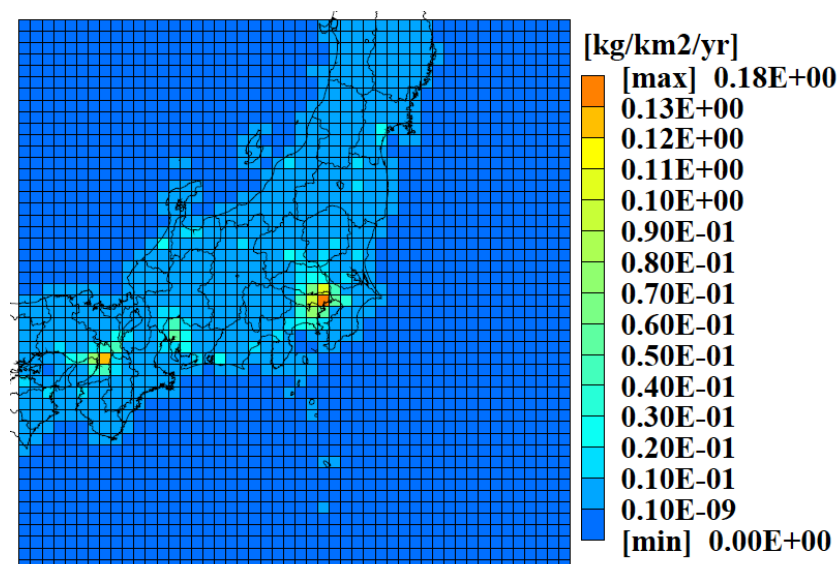 [kg/km2/yr]
[max] 0.18E+00
0.13E+00
0.12E+00
0.11E+00
0.10E+00
0.90E-01
0.80E-01
0.70E-01
0.60E-01
0.50E-01
0.40E-01
0.30E-01
0.20E-01
0.10E-01
0.10E-09
[min] 0.00E+00